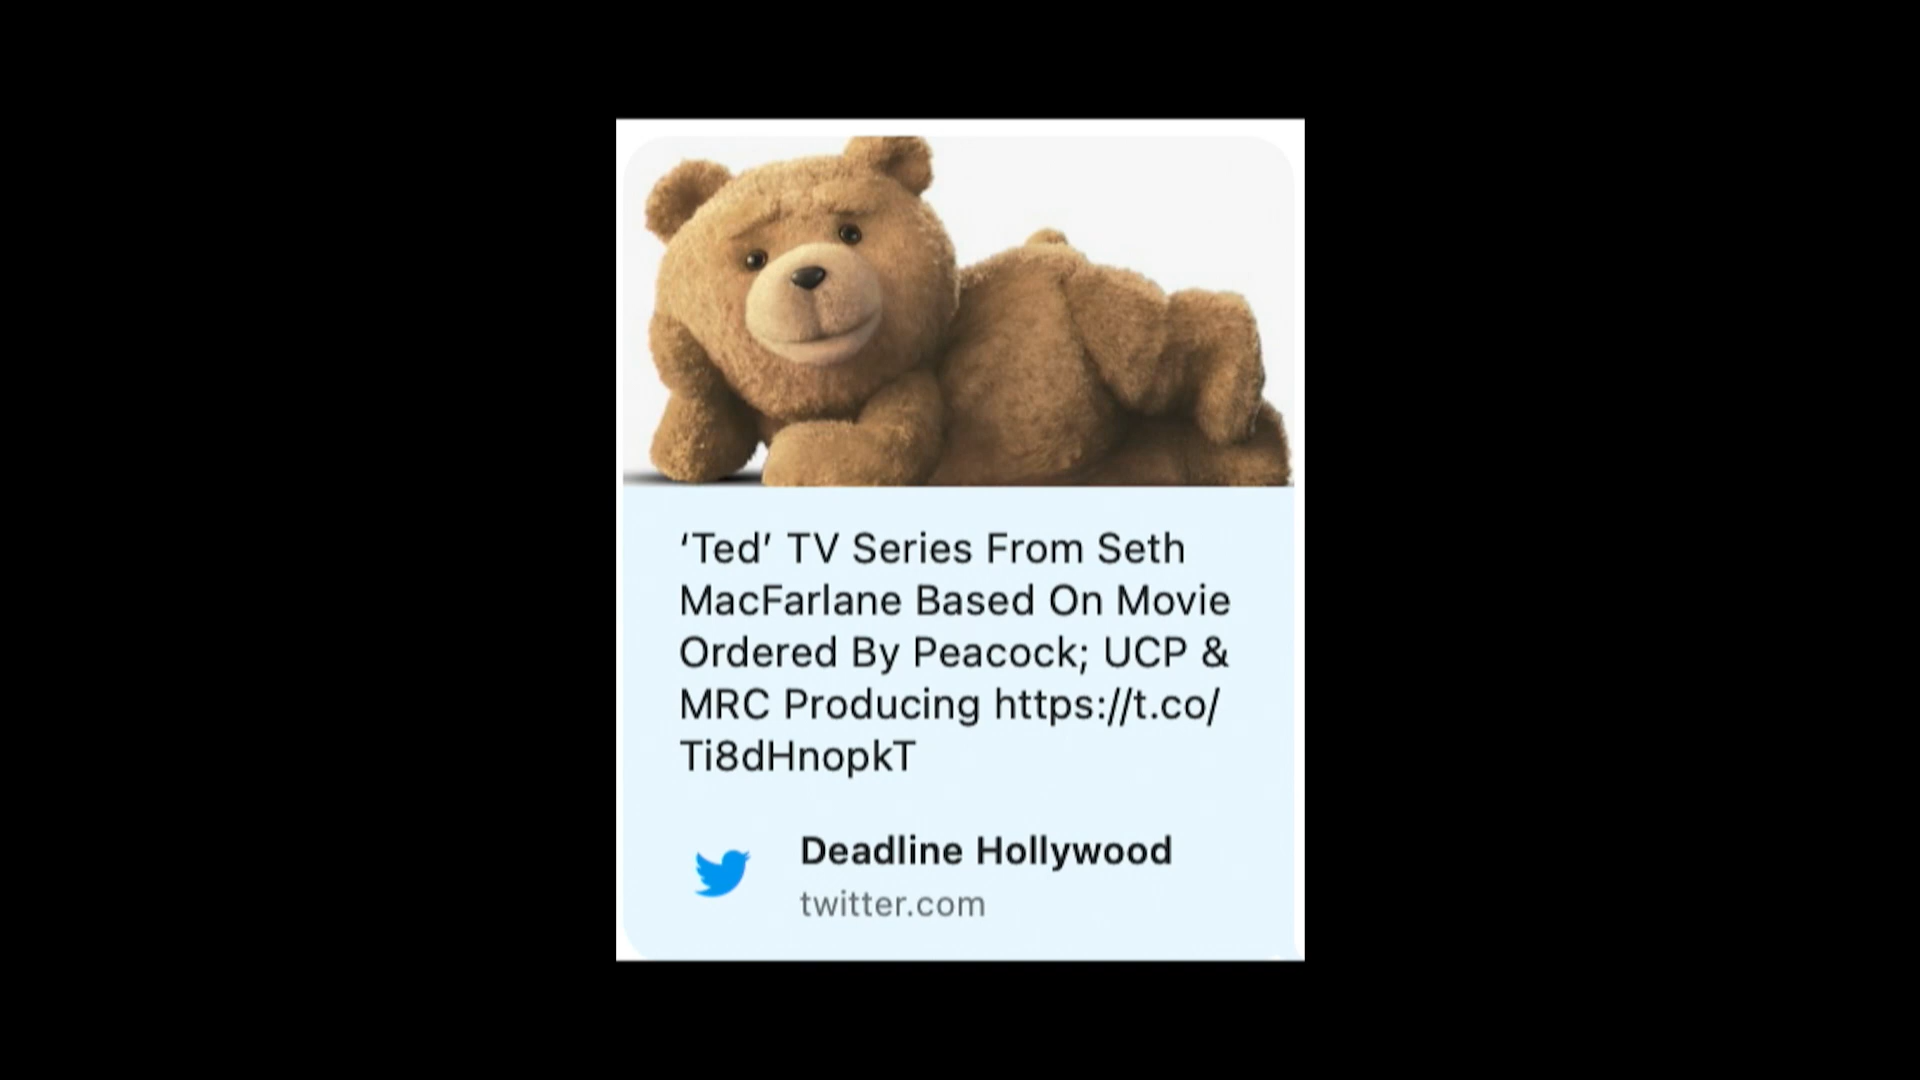 ‘Ted’ TV Series From Seth
MacFarlane Based On Movie
Ordered By Peacock; UCP &
MRC Producing https://t.co/
Ti8dHnopkT
Deadline Hollywood
twitter.com